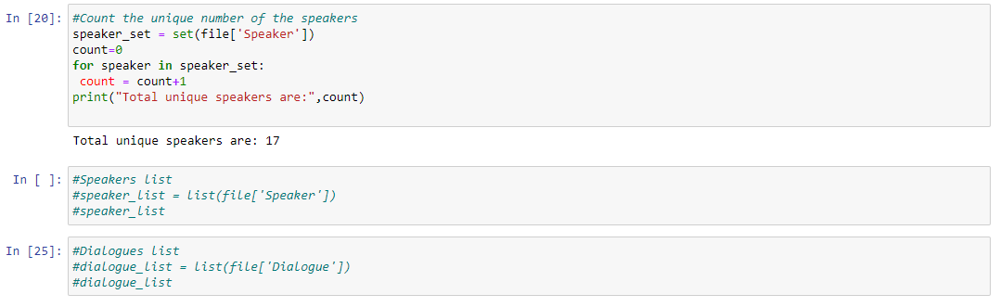 In [20]: #Count the unique number of the speakers
speaker_set = set(file['Speaker'])
count=0
for speaker in speaker_set:
 count = count+1
print("Total unique speakers are:",count)
Total unique speakers are: 17
In [ ]: #Speakers list
#speaker_list = list(file['Speaker'])
#speaker_list
In [25]: #Dialogues list
#dialogue_list = list(file['Dialogue'])
#dialogue_list